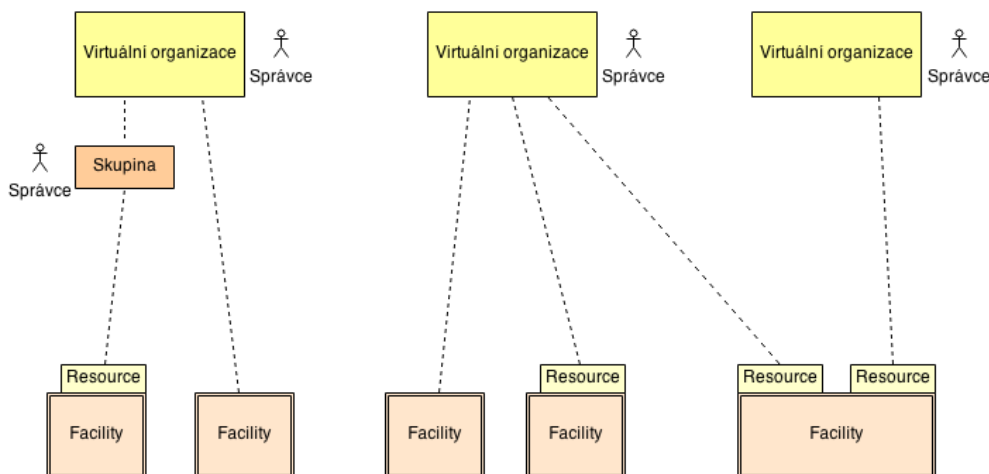 Virtuální organizace
Správce
Virtuální organizace
Správce
Virtuální organizace
Správce
Skupina
Správce
Resource
Resource
Resource
Resource
Facility
Facility
Facility
Facility
Facility